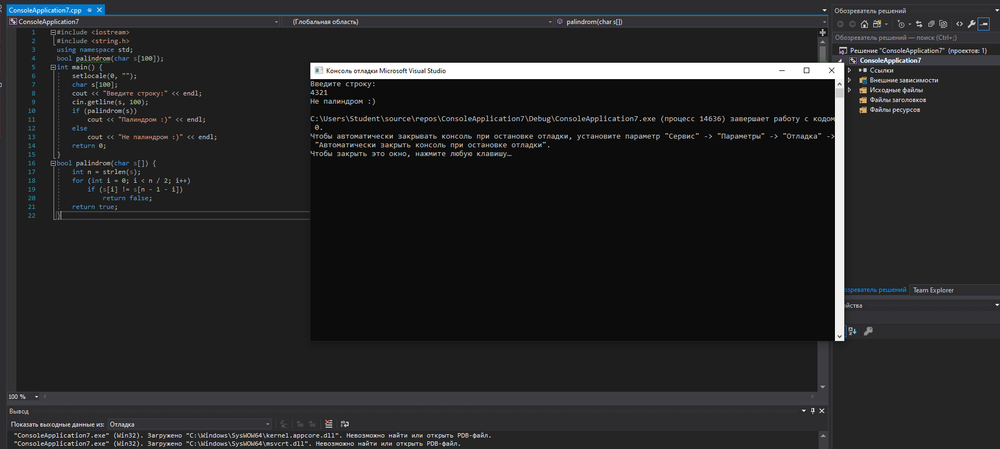 ConsoleApplication7.cpp
ConsoleApplication7
(Глобальная область)
palindrom(char s[])
1 #include <iostream>
2 #include <string.h>
3 using namespace std;
4 bool palindrom(char s[100]);
5 int main() {
6 setlocale(0, "");
7 char s[100];
8 cout << "Введите строку:" << endl;
9 cin.getline(s, 100);
10 if (palindrom(s))
11 cout << "Палиндром :)" << endl;
12 else
13 cout << "Не палиндром :)" << endl;
14 return 0;
15 }
16 bool palindrom(char s[]) {
17 int n = strlen(s);
18 for (int i = 0; i < n / 2; i++)
19 if (s[i] != s[n - 1 - i])
20 return false;
21 return true;
22 }
Консоль отладки Microsoft Visual Studio
Введите строку:
4321
Не палиндром :)
C:\Users\Student\source\repos\ConsoleApplication7\Debug\ConsoleApplication7.exe (процесс 14636) завершает работу с кодом
0.
Чтобы автоматически закрывать консоль при остановке отладки, установите параметр "Сервис" -> "Параметры" -> "Отладка" ->
"Автоматически закрыть консоль при остановке отладки".
Чтобы закрыть это окно, нажмите любую клавишу…
Обозреватель решений
Обозреватель решений — поиск (Ctrl+;)
Решение "ConsoleApplication7" (проектов: 1)
ConsoleApplication7
Ссылки
Внешние зависимости
Исходные файлы
Файлы заголовков
Файлы ресурсов
озреватель решений
Team Explorer
ойства
100 %
Вывод
Показать выходные данные из: Отладка
"ConsoleApplication7.exe" (Win32). Загружено "C:\Windows\SysWOW64\kernel.appcore.dll". Невозможно найти или открыть PDB-файл.
"ConsoleApplication7.exe" (Win32). Загружено "C:\Windows\SysWOW64\msvcrt.dll". Невозможно найти или открыть PDB-файл.